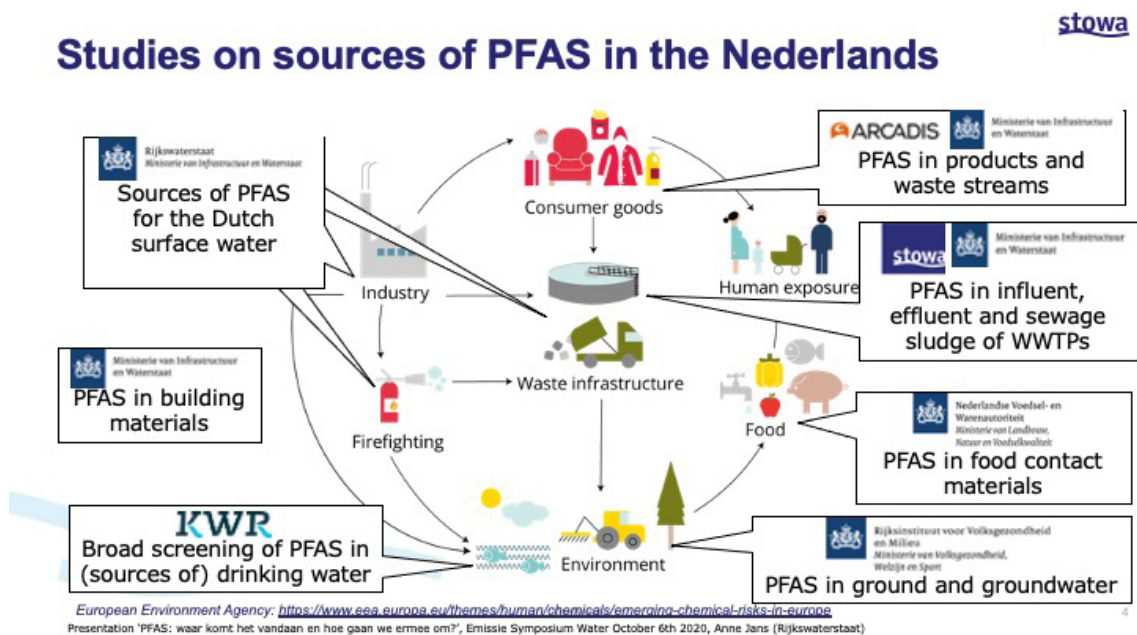 stowa
Studies on sources of PFAS in the Nederlands
Rijkswaterstaat
Ministerie van Infrastructuur en Waterstaat
Sources of PFAS
for the Dutch
surface water
ARCADIS
Ministerie van Infrastructuur
en Waterstaat
PFAS in products and
waste streams
Consumer goods
Industry
Human exposure
stowa
Ministerie van Infrastructuur
en Waterstaat
PFAS in influent,
effluent and sewage
sludge of WWTPs
Ministerie van Infrastructuur
en Waterstaat
PFAS in building
materials
Waste infrastructure
Firefighting
Food
Nederlandse Voedsel- en
Warenautoriteit
Ministerie van Landbouw,
Natuur en Voedselkwaliteit
PFAS in food contact
materials
KWR
Broad screening of PFAS in
(sources of) drinking water
Environment
Rijksinstituut voor Volksgezondheid
en Milieu
Ministerie van Volksgezondheid,
Welzijn en Sport
PFAS in ground and groundwater
European Environment Agency: https://www.eea.europa.eu/themes/human/chemicals/emerging-chemical-risks-in-europe
4
Presentation 'PFAS: waar komt het vandaan en hoe gaan we ermee om?', Emissie Symposium Water October 6th 2020, Anne Jans (Rijkswaterstaat)